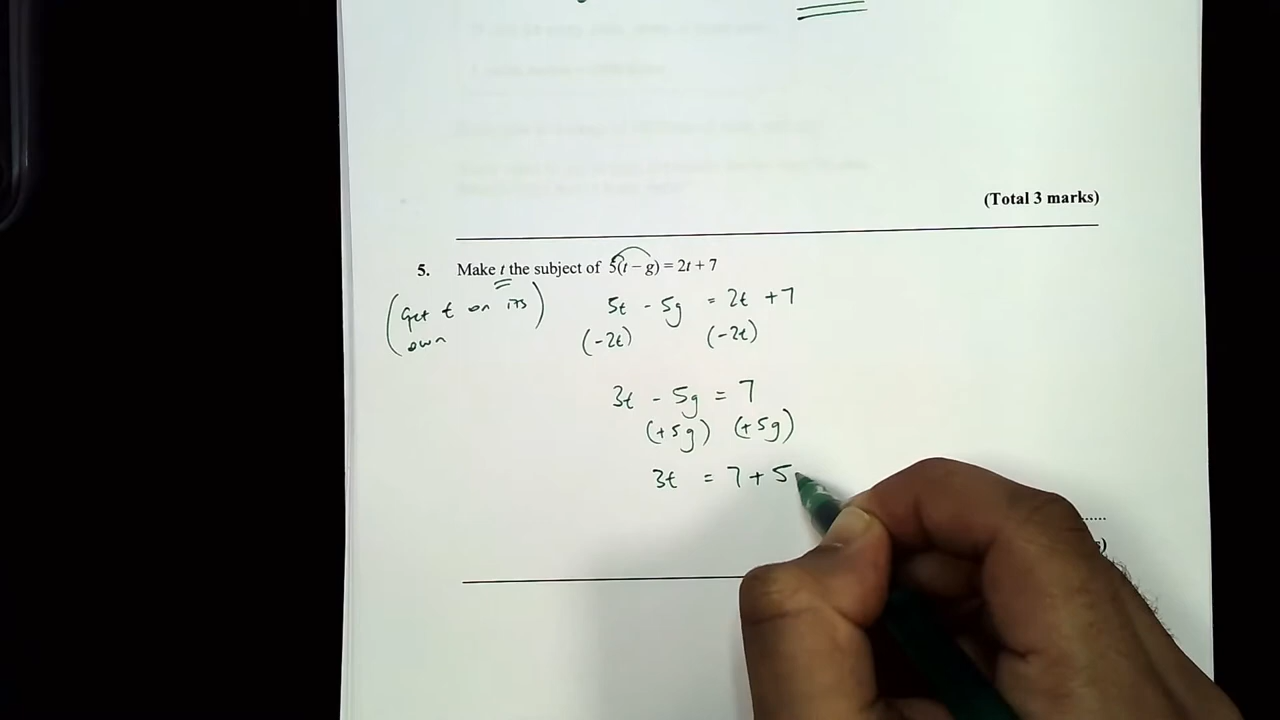 (Total 3 marks)
5. Make t the subject of 5(t − g) = 2t + 7
(Get t on its own)
5t - 5g = 2t + 7
(-2t) (-2t)
3t - 5g = 7
(+5g) (+5g)
3t = 7 + 5